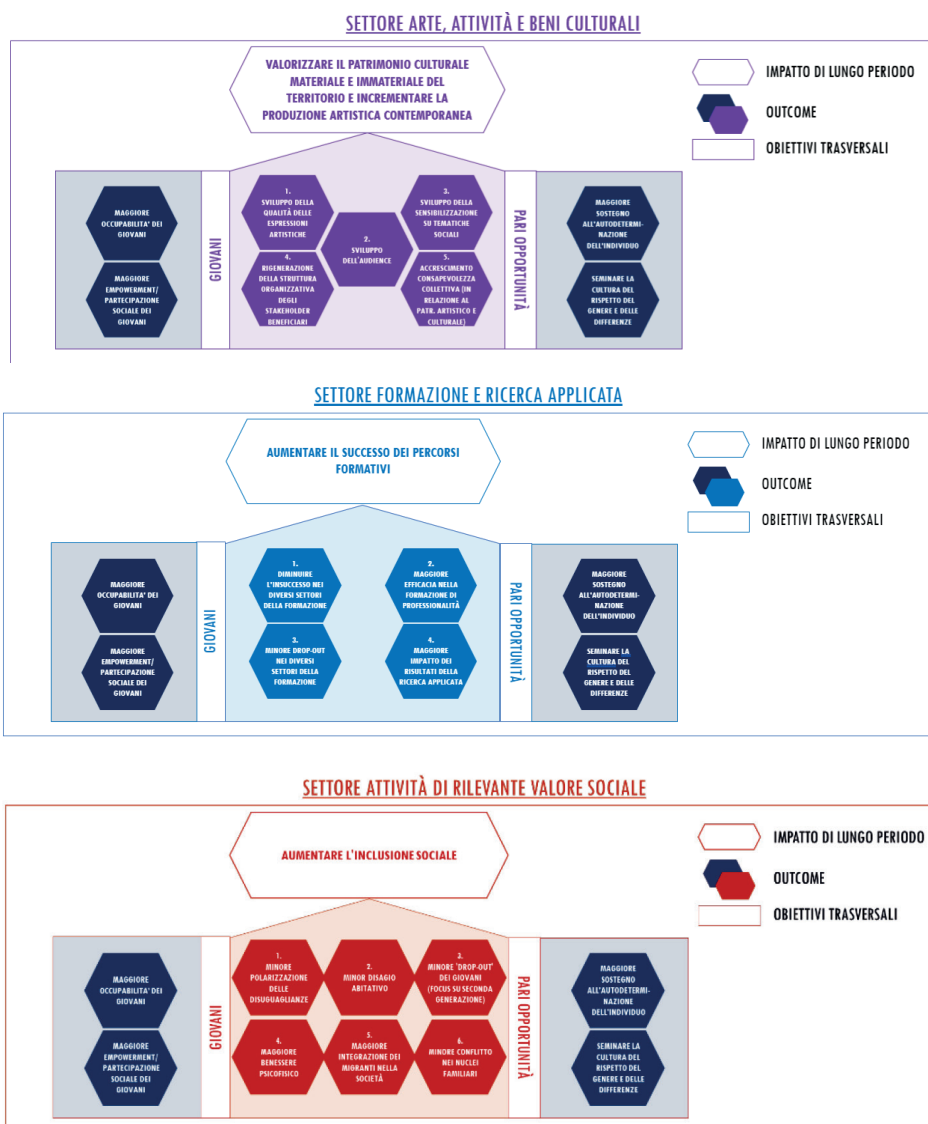 SETTORE ARTE, ATTIVITÀ E BENI CULTURALI
VALORIZZARE IL PATRIMONIO CULTURALE
MATERIALE E IMMATERIALE DEL
TERRITORIO E INCREMENTARE LA
PRODUZIONE ARTISTICA CONTEMPORANEA
IMPATTO DI LUNGO PERIODO
OUTCOME
OBIETTIVI TRASVERSALI
MAGGIORE
OCCUPABILITA' DEI
GIOVANI
MAGGIORE
EMPOWERMENT/
PARTECIPAZIONE
SOCIALE DEI
GIOVANI
GIOVANI
1.
SVILUPPO DELLA
QUALITÀ DELLE
ESPRESSIONI
ARTISTICHE
2.
SVILUPPO
DELL'AUDIENCE
3.
SVILUPPO DELLA
SENSIBILIZZAZIONE
SU TEMATICHE
SOCIALI
4.
RIGENERAZIONE
DELLA STRUTTURA
ORGANIZZATIVA
DEGLI
STAKEHOLDER
BENEFICIARI
5.
ACCRESCIMENTO
CONSAPEVOLEZZA
COLLETTIVA (IN
RELAZIONE AL
PATR. ARTISTICO E
CULTURALE)
PARI OPPORTUNITÀ
MAGGIORE
SOSTEGNO
ALL'AUTODETERMI-
NAZIONE
DELL'INDIVIDUO
SEMINARE LA
CULTURA DEL
RISPETTO DEL
GENERE E DELLE
DIFFERENZE
SETTORE FORMAZIONE E RICERCA APPLICATA
AUMENTARE IL SUCCESSO DEI PERCORSI
FORMATIVI
IMPATTO DI LUNGO PERIODO
OUTCOME
OBIETTIVI TRASVERSALI
MAGGIORE
OCCUPABILITA' DEI
GIOVANI
MAGGIORE
EMPOWERMENT/
PARTECIPAZIONE
SOCIALE DEI
GIOVANI
GIOVANI
1.
DIMINUIRE
L'INSUCCESSO NEI
DIVERSI SETTORI
DELLA FORMAZIONE
2.
MAGGIORE
EFFICACIA NELLA
FORMAZIONE DI
PROFESSIONALITÀ
3.
MINORE DROP-OUT
NEI DIVERSI
SETTORI DELLA
FORMAZIONE
4.
MAGGIORE
IMPATTO DEI
RISULTATI DELLA
RICERCA APPLICATA
PARI OPPORTUNITÀ
MAGGIORE
SOSTEGNO
ALL'AUTODETERMI-
NAZIONE
DELL'INDIVIDUO
SEMINARE LA
CULTURA DEL
RISPETTO DEL
GENERE E DELLE
DIFFERENZE
SETTORE ATTIVITÀ DI RILEVANTE VALORE SOCIALE
AUMENTARE L'INCLUSIONE SOCIALE
IMPATTO DI LUNGO PERIODO
OUTCOME
OBIETTIVI TRASVERSALI
MAGGIORE
OCCUPABILITA' DEI
GIOVANI
MAGGIORE
EMPOWERMENT/
PARTECIPAZIONE
SOCIALE DEI
GIOVANI
GIOVANI
1.
MINORE
POLARIZZAZIONE
DELLE
DISUGUAGLIANZE
2.
MINOR DISAGIO
ABITATIVO
3.
MINORE 'DROP-OUT'
DEI GIOVANI
(FOCUS SU SECONDA
GENERAZIONE)
4.
MAGGIORE
BENESSERE
PSICOFISICO
5.
MAGGIORE
INTEGRAZIONE DEI
MIGRANTI NELLA
SOCIETÀ
6.
MINORE CONFLITTO
NEI NUCLEI
FAMILIARI
PARI OPPORTUNITÀ
MAGGIORE
SOSTEGNO
ALL'AUTODETERMI-
NAZIONE
DELL'INDIVIDUO
SEMINARE LA
CULTURA DEL
RISPETTO DEL
GENERE E DELLE
DIFFERENZE